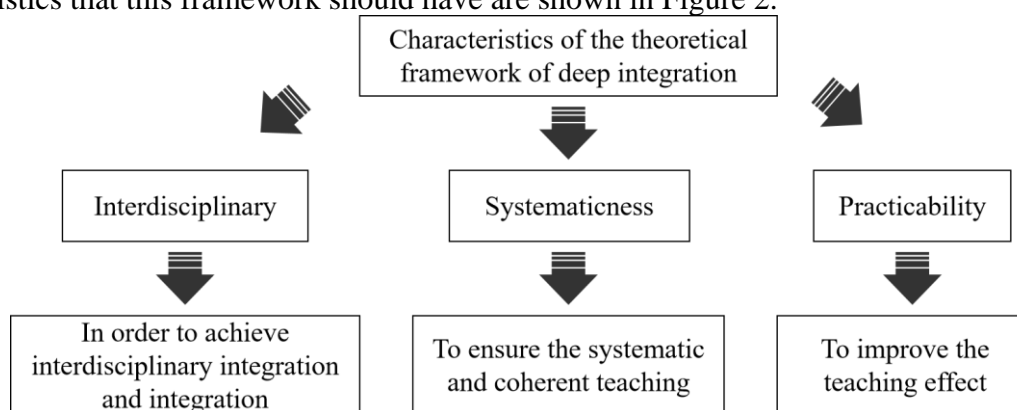 istics that this framework should have are shown in Figure 2.
Characteristics of the theoretical
framework of deep integration
Interdisciplinary
Systematicness
Practicability
In order to achieve
interdisciplinary integration
and integration
To ensure the systematic
and coherent teaching
To improve the
teaching effect